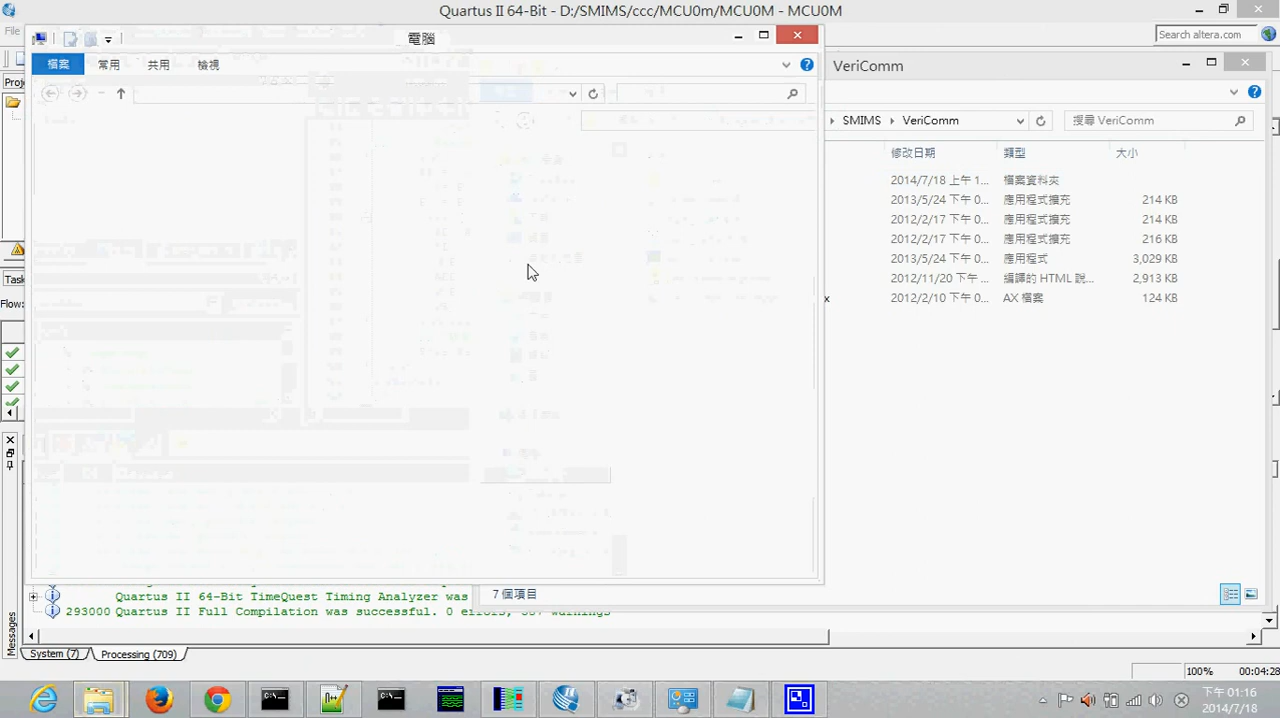 Quartus II 64-Bit - D:/SMIMS/ccc/MCU0m/MCU0M - MCU0M
File
Search altera.com
電腦
檔案
常用
共用
檢視
Proj
VeriComm
SMIMS
VeriComm
搜尋 VeriComm
修改日期
類型
大小
2014/7/18 上午 1...
檔案資料夾
2013/5/24 下午 0...
應用程式擴充
214 KB
2012/2/17 下午 0...
應用程式擴充
214 KB
2012/2/17 下午 0...
應用程式擴充
216 KB
2013/5/24 下午 0...
應用程式
3,029 KB
2012/11/20 下午 ...
編譯的 HTML 說...
2,913 KB
x
2012/2/10 下午 0...
AX 檔案
124 KB
Task
Flow:
7 個項目
Quartus II 64-Bit TimeQuest Timing Analyzer was
293000 Quartus II Full Compilation was successful. 0 errors,
warnings
Messages
System (7)
Processing (709)
100%
00:04:28
下午 01:16
2014/7/18